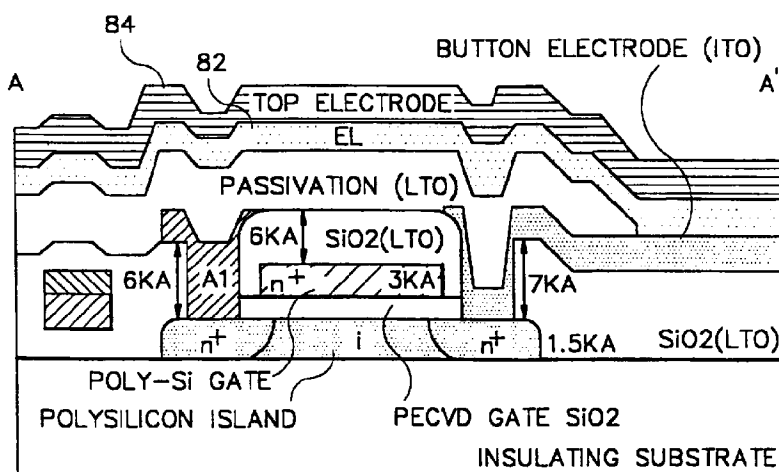 84
82
BUTTON ELECTRODE (ITO)
A
A'
TOP ELECTRODE
EL
PASSIVATION (LTO)
6KA
SiO2(LTO)
6KA
A1
n+
3KA
7KA
n+
i
n+
1.5KA
SiO2(LTO)
POLY-Si GATE
POLYSILICON ISLAND
PECVD GATE SiO2
INSULATING SUBSTRATE